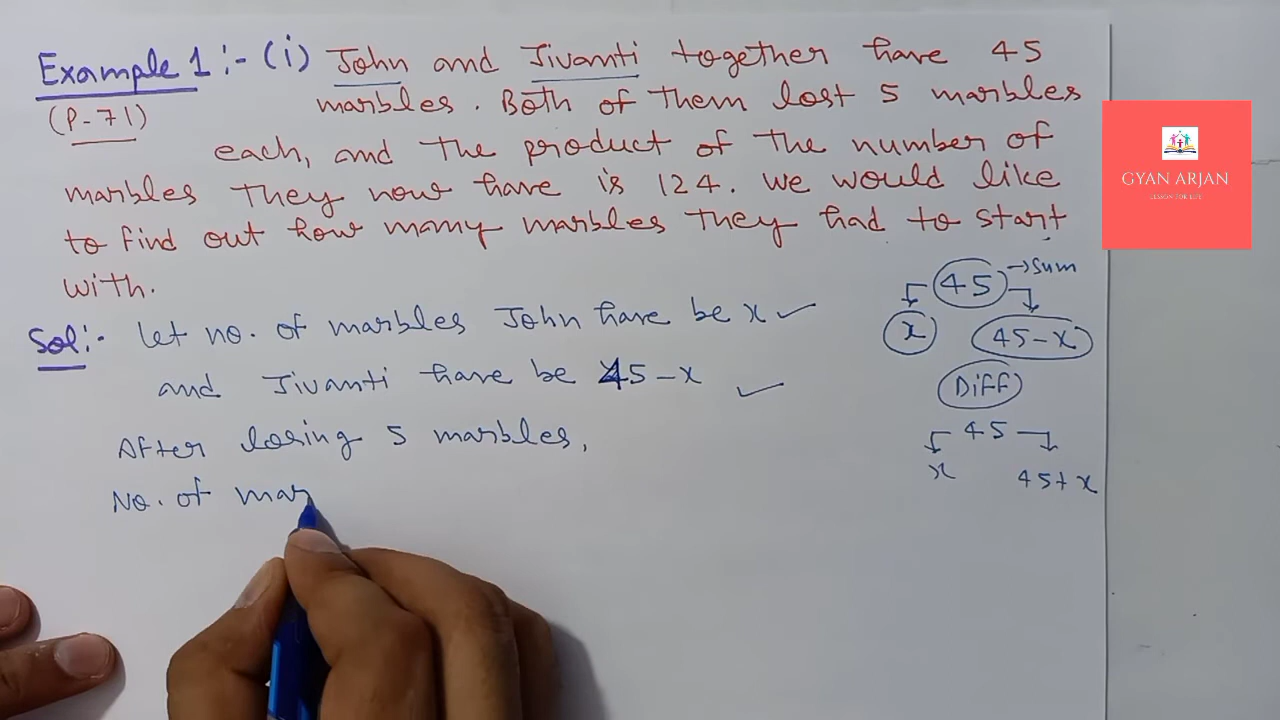 Example 1:- (i) John and Jivanti together have 45
(P-71)
marbles. Both of them lost 5 marbles
each, and the product of the number of
marbles they now have is 124. We would like
to find out how many marbles they had to start
with.
Sol:- let no. of marbles John have be x ✓
and Jivanti have be 45-x ✓
After losing 5 marbles,
No. of mar
45 → Sum
x 45-x
Diff
45
x 45+x
GYAN ARJAN
LESSON FOR LIFE